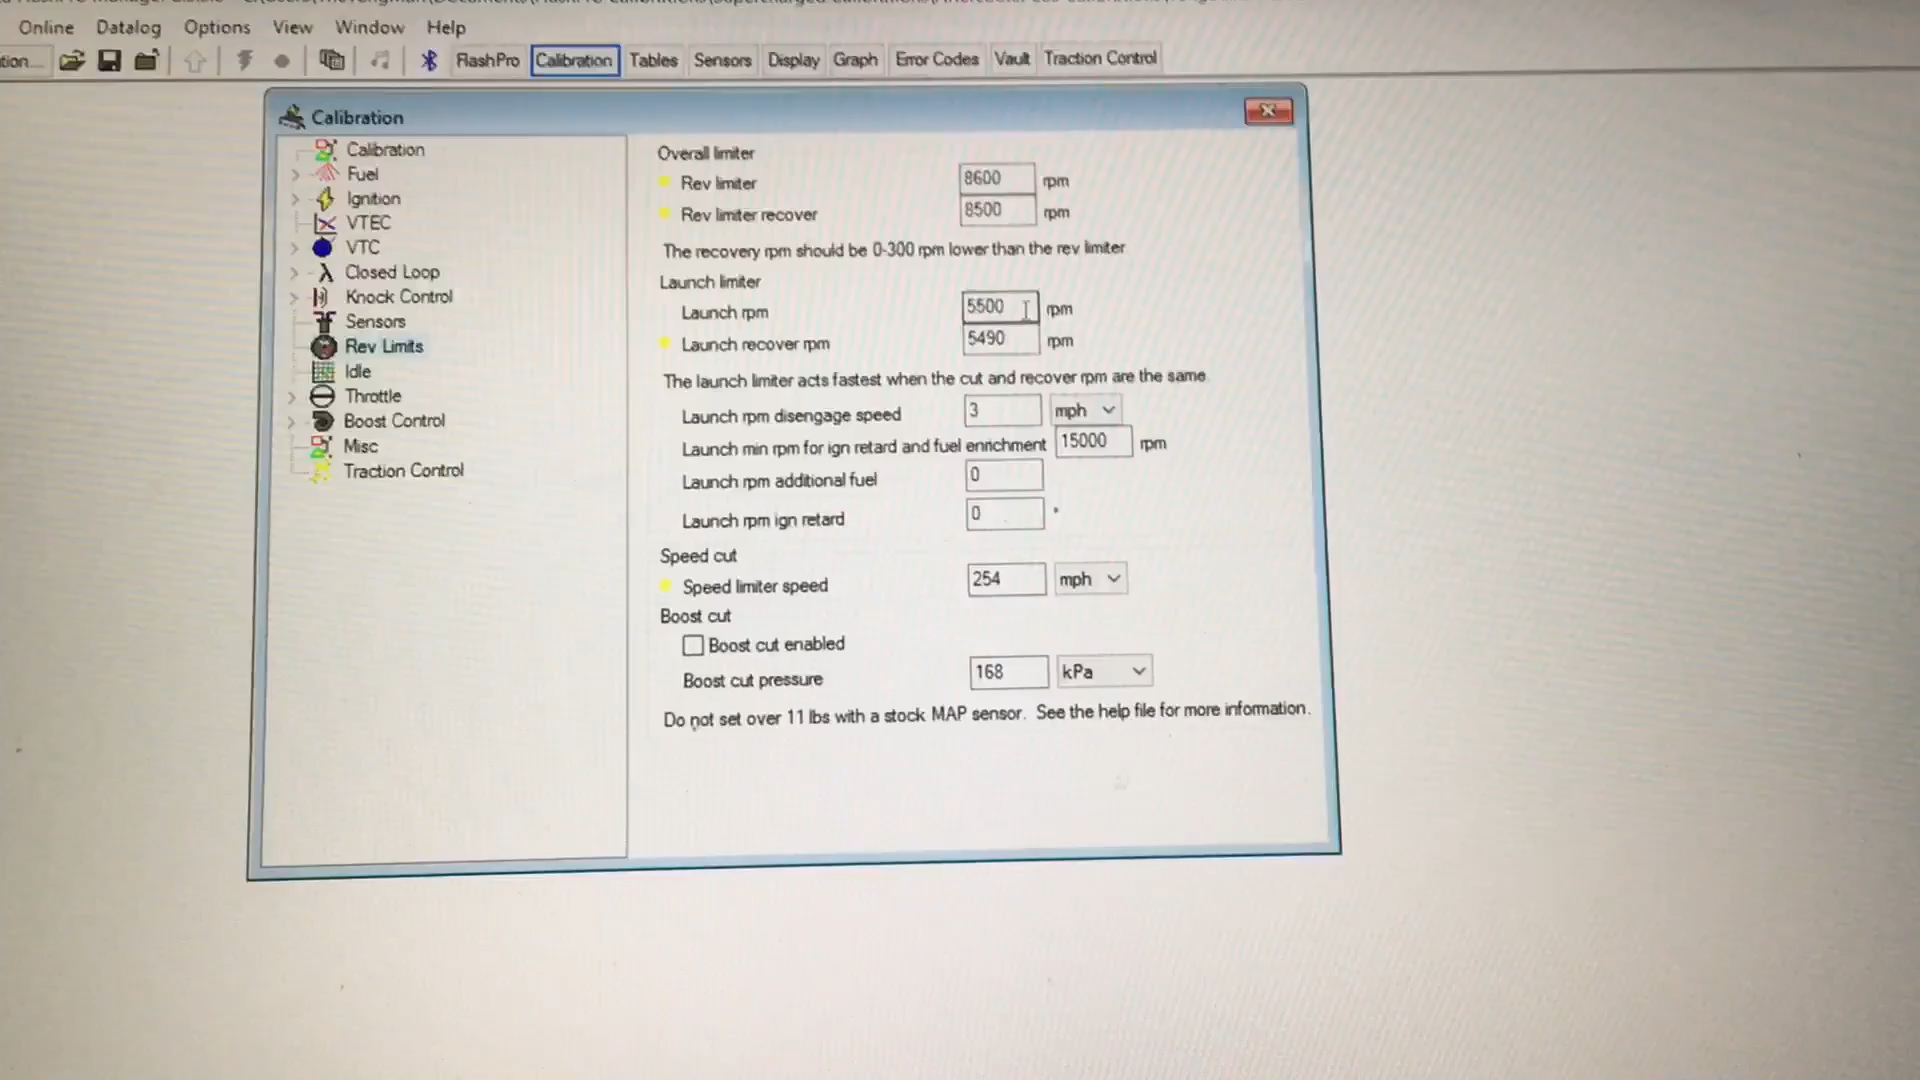 Online Datalog Options View Window Help
tion... FlashPro Calibration Tables Sensors Display Graph Error Codes Vault Traction Control
Calibration
Calibration
Fuel
Ignition
VTEC
VTC
Closed Loop
Knock Control
Sensors
Rev Limits
Idle
Throttle
Boost Control
Misc
Traction Control
Overall limiter
Rev limiter 8600 rpm
Rev limiter recover 8500 rpm
The recovery rpm should be 0-300 rpm lower than the rev limiter
Launch limiter
Launch rpm 5500 rpm
Launch recover rpm 5490 rpm
The launch limiter acts fastest when the cut and recover rpm are the same
Launch rpm disengage speed 3 mph
Launch min rpm for ign retard and fuel enrichment 15000 rpm
Launch rpm additional fuel 0
Launch rpm ign retard 0 °
Speed cut
Speed limiter speed 254 mph
Boost cut
Boost cut enabled
Boost cut pressure 168 kPa
Do not set over 11 lbs with a stock MAP sensor. See the help file for more information.